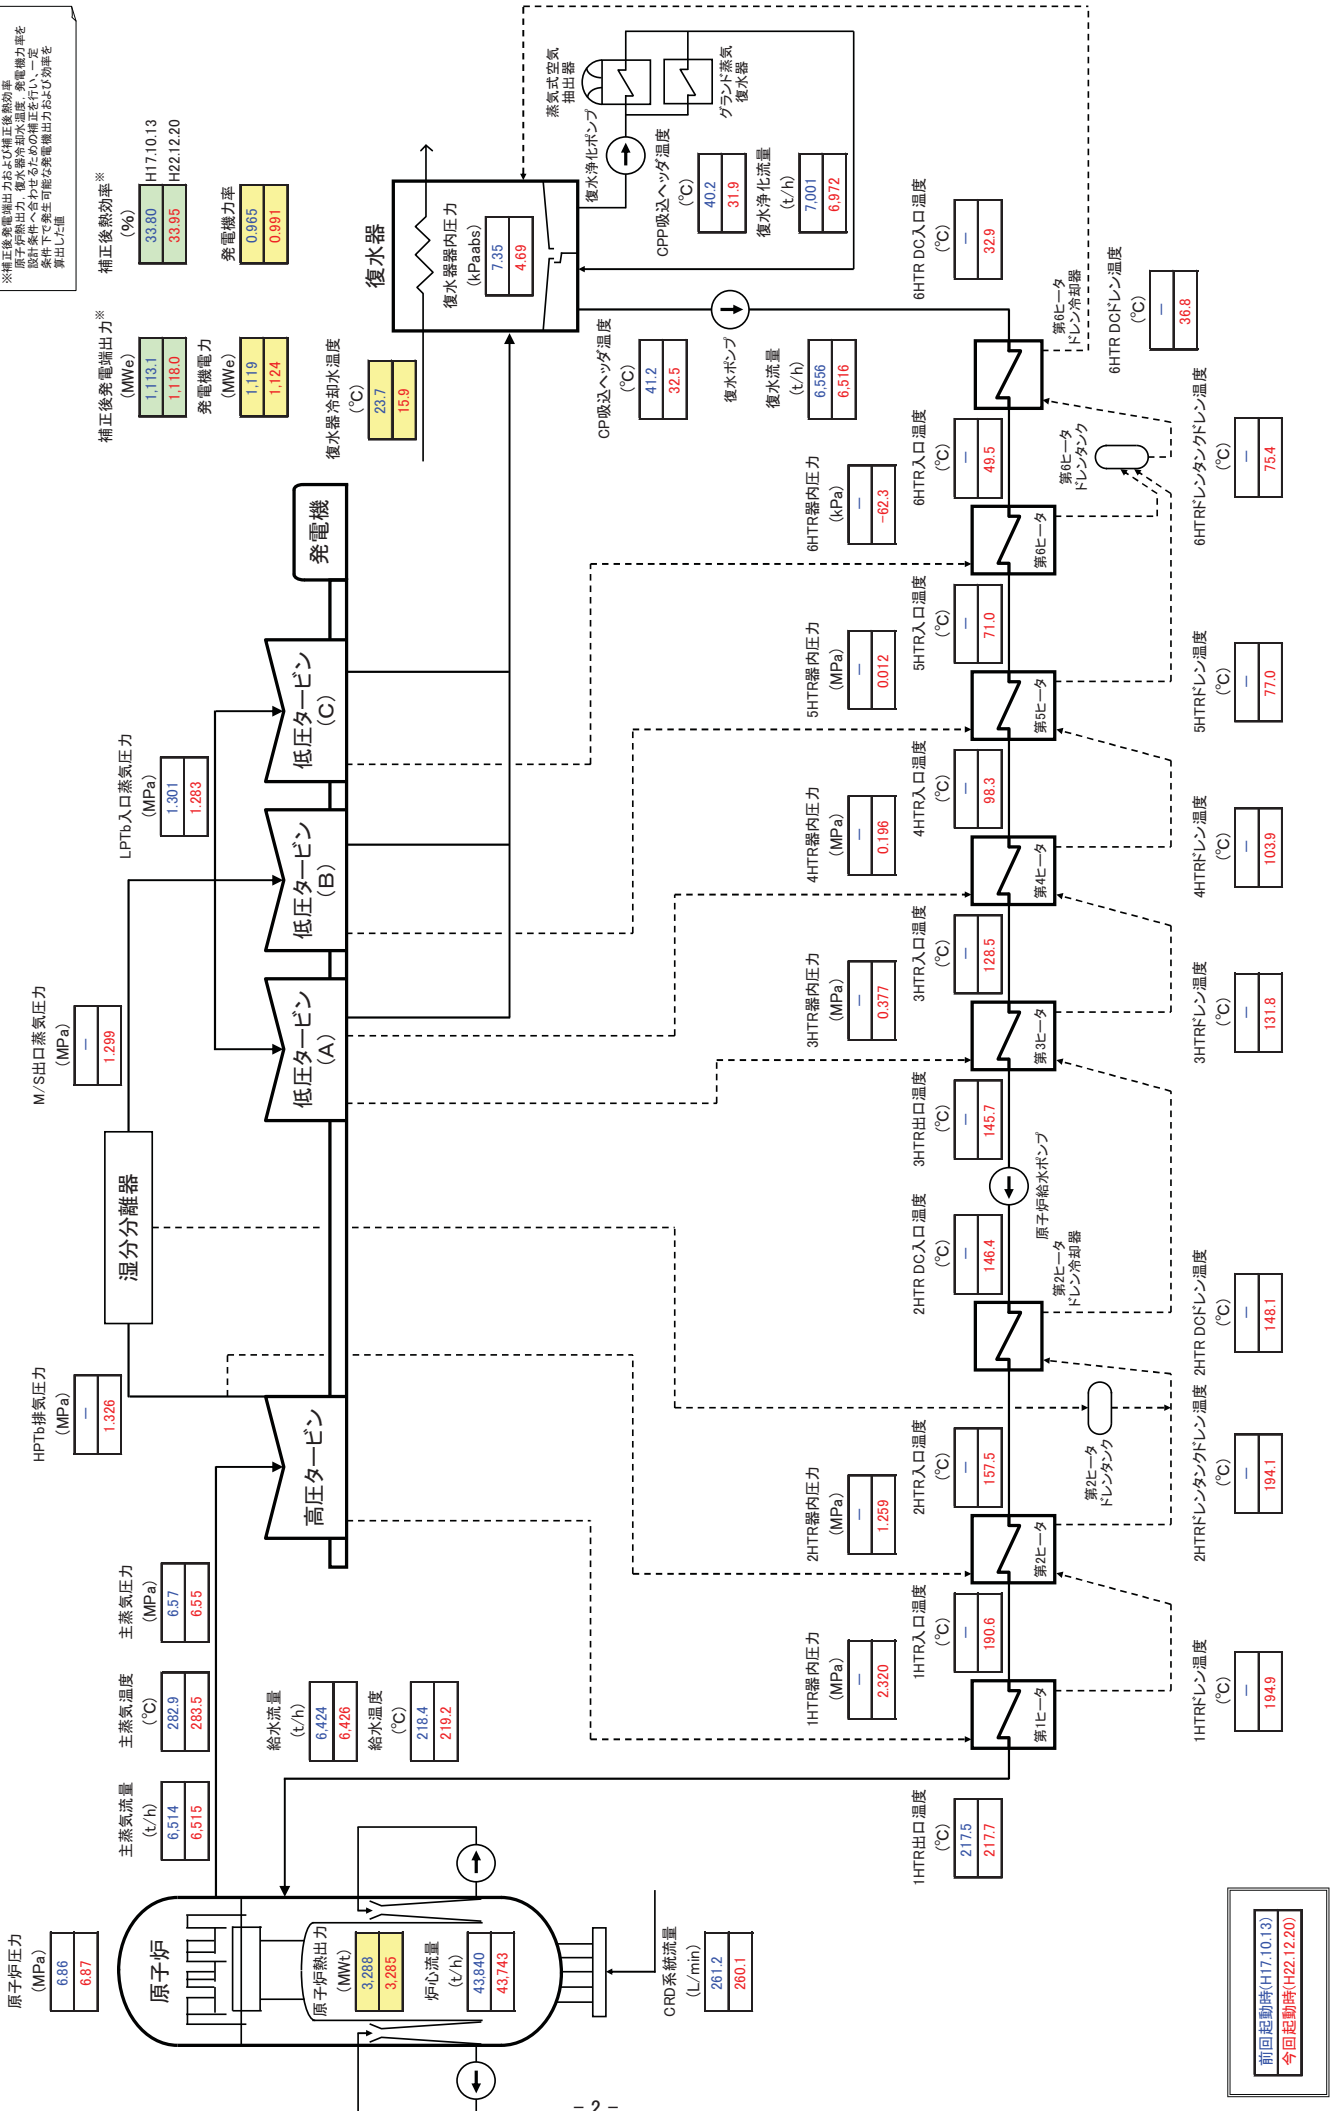 ※補正後発電端出力および補正後熱効率
原子炉熱出力、復水器冷却水温度、発電機力率を
設計条件へ合わせるための補正を行い、一定
条件下で発生可能な発電機出力および効率を
算出した値
補正後発電端出力※
(MWe)
1,113.1
1,118.0
補正後熱効率※
(%)
33.80 H17.10.13
33.95 H22.12.20
発電機電力
(MWe)
1,119
1,124
発電機力率
0.965
0.991
原子炉圧力
(MPa)
6.86
6.87
主蒸気流量
(t/h)
6,514
6,515
主蒸気温度
(℃)
282.9
283.5
主蒸気圧力
(MPa)
6.57
6.55
HPTb排気圧力
(MPa)
－
1.326
湿分分離器
M/S出口蒸気圧力
(MPa)
－
1.299
LPTb入口蒸気圧力
(MPa)
1.301
1.283
原子炉
原子炉熱出力
(MWt)
3,288
3,285
炉心流量
(t/h)
43,840
43,743
給水流量
(t/h)
6,424
6,426
給水温度
(℃)
218.4
219.2
高圧タービン
低圧タービン
(A)
低圧タービン
(B)
低圧タービン
(C)
発電機
復水器冷却水温度
(℃)
23.7
15.9
復水器
復水器器内圧力
(kPaabs)
7.35
4.69
蒸気式空気
抽出器
復水浄化ポンプ
グランド蒸気
復水器
CPP吸込ヘッダ温度
(℃)
40.2
31.9
復水浄化流量
(t/h)
7,001
6,972
CP吸込ヘッダ温度
(℃)
41.2
32.5
復水ポンプ
復水流量
(t/h)
6,556
6,516
CRD系統流量
(L/min)
261.2
260.1
1HTR器内圧力
(MPa)
－
2.320
2HTR器内圧力
(MPa)
－
1.259
3HTR器内圧力
(MPa)
－
0.377
4HTR器内圧力
(MPa)
－
0.196
5HTR器内圧力
(MPa)
－
0.012
6HTR器内圧力
(kPa)
－
-62.3
1HTR出口温度
(℃)
217.5
217.7
1HTR入口温度
(℃)
－
190.6
2HTR入口温度
(℃)
－
157.5
2HTR DC入口温度
(℃)
－
146.4
3HTR出口温度
(℃)
－
145.7
3HTR入口温度
(℃)
－
128.5
4HTR入口温度
(℃)
－
98.3
5HTR入口温度
(℃)
－
71.0
6HTR入口温度
(℃)
－
49.5
6HTR DC入口温度
(℃)
－
32.9
第1ヒータ
第2ヒータ
第2ヒータ
ドレンタンク
第2ヒータ
ドレン冷却器
原子炉給水ポンプ
第3ヒータ
第4ヒータ
第5ヒータ
第6ヒータ
第6ヒータ
ドレンタンク
第6ヒータ
ドレン冷却器
1HTRドレン温度
(℃)
－
194.9
2HTRドレンタンクドレン温度
(℃)
－
194.1
2HTR DCドレン温度
(℃)
－
148.1
3HTRドレン温度
(℃)
－
131.8
4HTRドレン温度
(℃)
－
103.9
5HTRドレン温度
(℃)
－
77.0
6HTRドレンタンクドレン温度
(℃)
－
75.4
6HTR DCドレン温度
(℃)
－
36.8
前回起動時(H17.10.13)
今回起動時(H22.12.20)
- 2 -